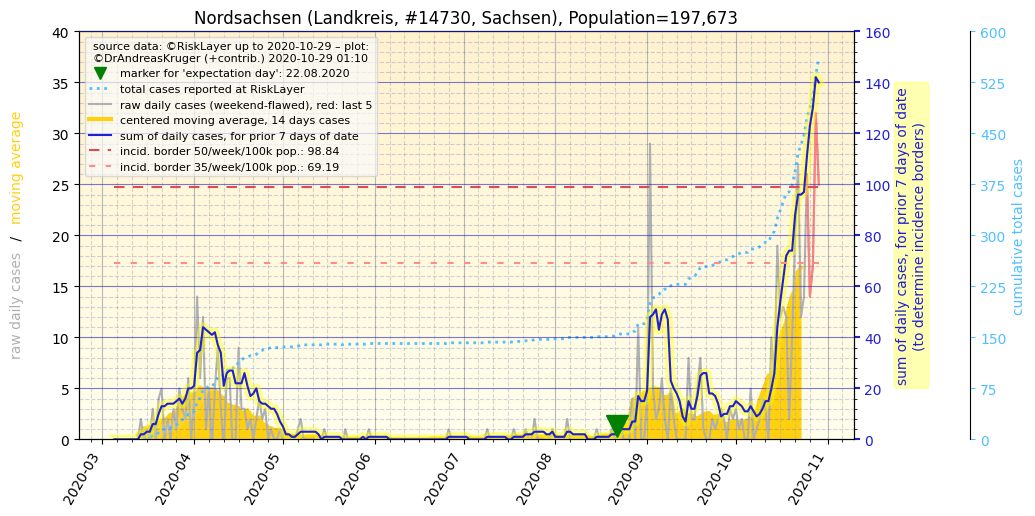 Nordsachsen (Landkreis, #14730, Sachsen), Population=197,673
source data: ©RiskLayer up to 2020-10-29 – plot:
©DrAndreasKruger (+contrib.) 2020-10-29 01:10
marker for 'expectation day': 22.08.2020
total cases reported at RiskLayer
raw daily cases (weekend-flawed), red: last 5
centered moving average, 14 days cases
sum of daily cases, for prior 7 days of date
incid. border 50/week/100k pop.: 98.84
incid. border 35/week/100k pop.: 69.19
raw daily cases / moving average
40
35
30
25
20
15
10
5
0
2020-03
2020-04
2020-05
2020-06
2020-07
2020-08
2020-09
2020-10
2020-11
160
140
120
100
80
60
40
20
0
sum of daily cases, for prior 7 days of date
(to determine incidence borders)
600
525
450
375
300
225
150
75
0
cumulative total cases